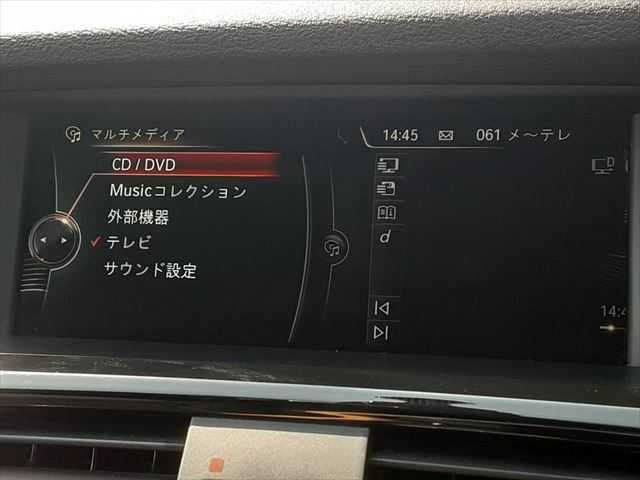 マルチメディア
14:45
061 メ〜テレ
CD / DVD
Musicコレクション
外部機器
テレビ
サウンド設定
d
D